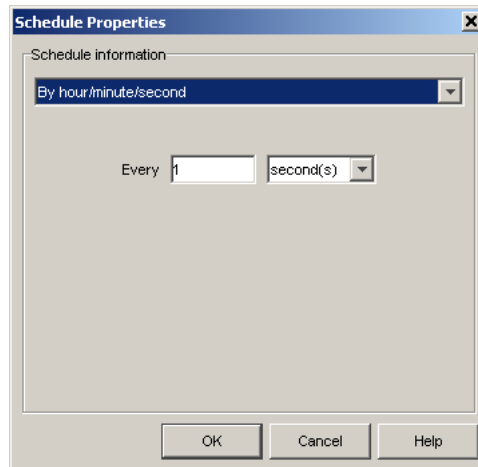 Schedule Properties
Schedule information
By hour/minute/second
Every 1 second(s)
OK Cancel Help